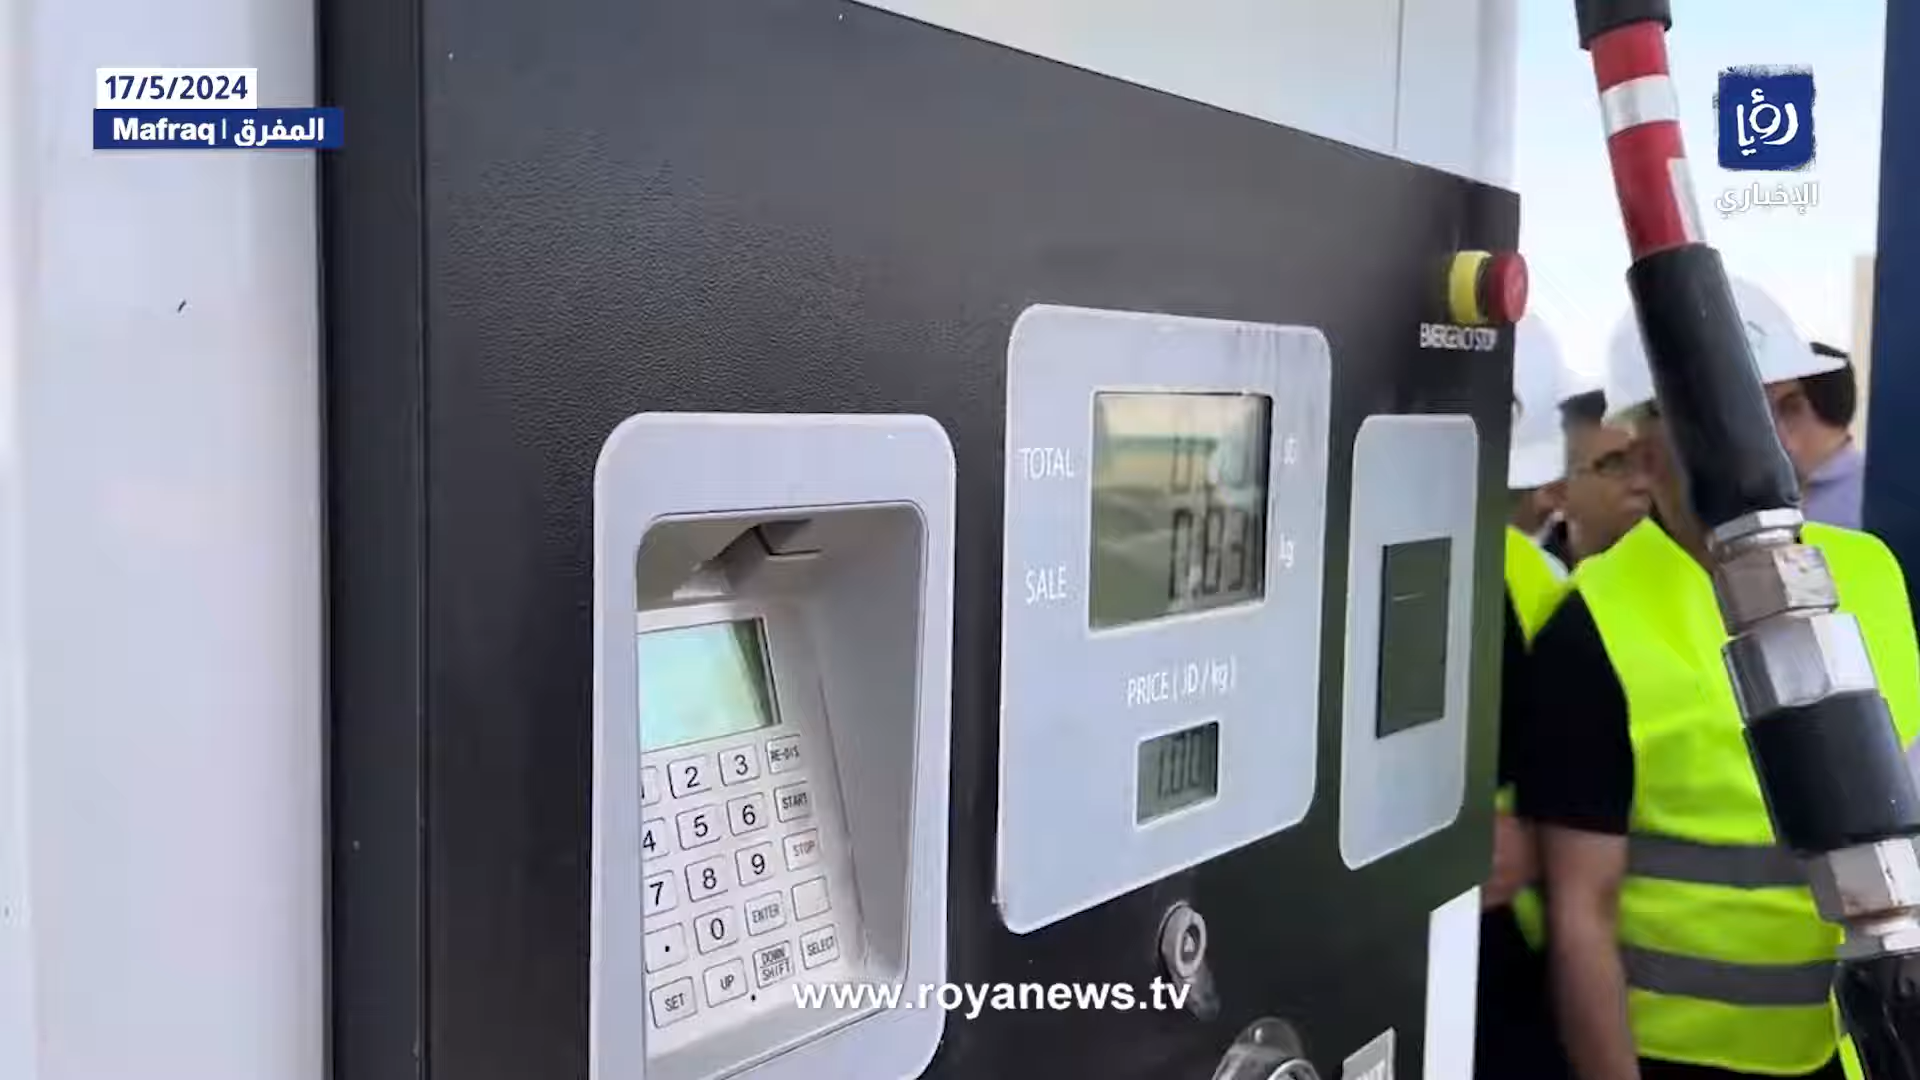 17/5/2024
Mafraq | المفرق
رؤيا
الإخباري
EMERGENCY STOP
TOTAL
JD
0.831
kg
SALE
PRICE ( JD / kg )
1.00
2 3 RE-DIS.
4 5 6 START
7 8 9 STOP
. 0 ENTER
SET UP DOWN SHIFT SELECT
www.royanews.tv